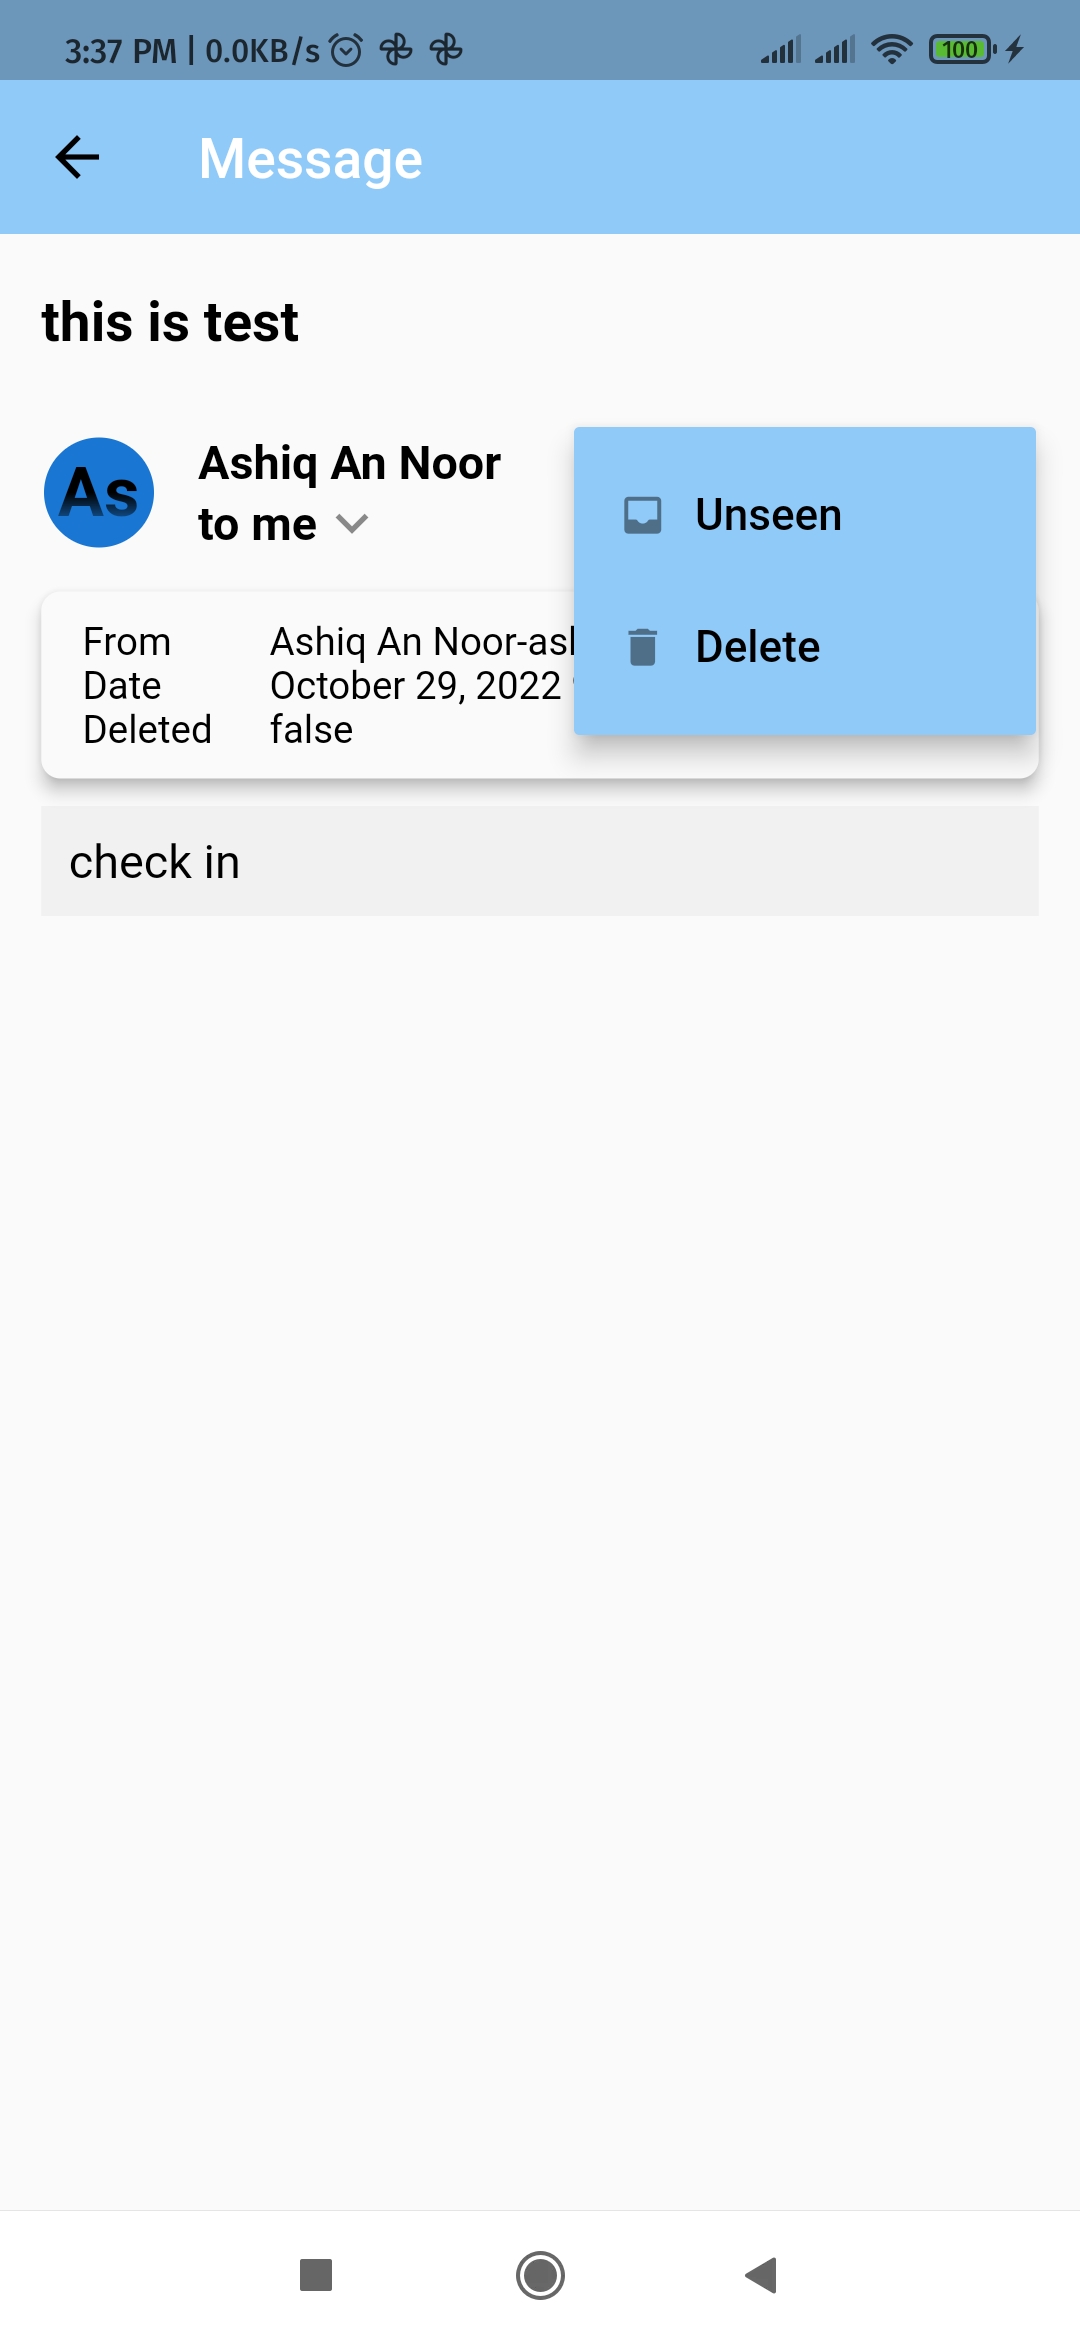 3:37 PM | 0.0KB/s
100
Message
this is test
As
Ashiq An Noor
to me
Unseen
Delete
From Ashiq An Noor-asl
Date October 29, 2022
Deleted false
check in